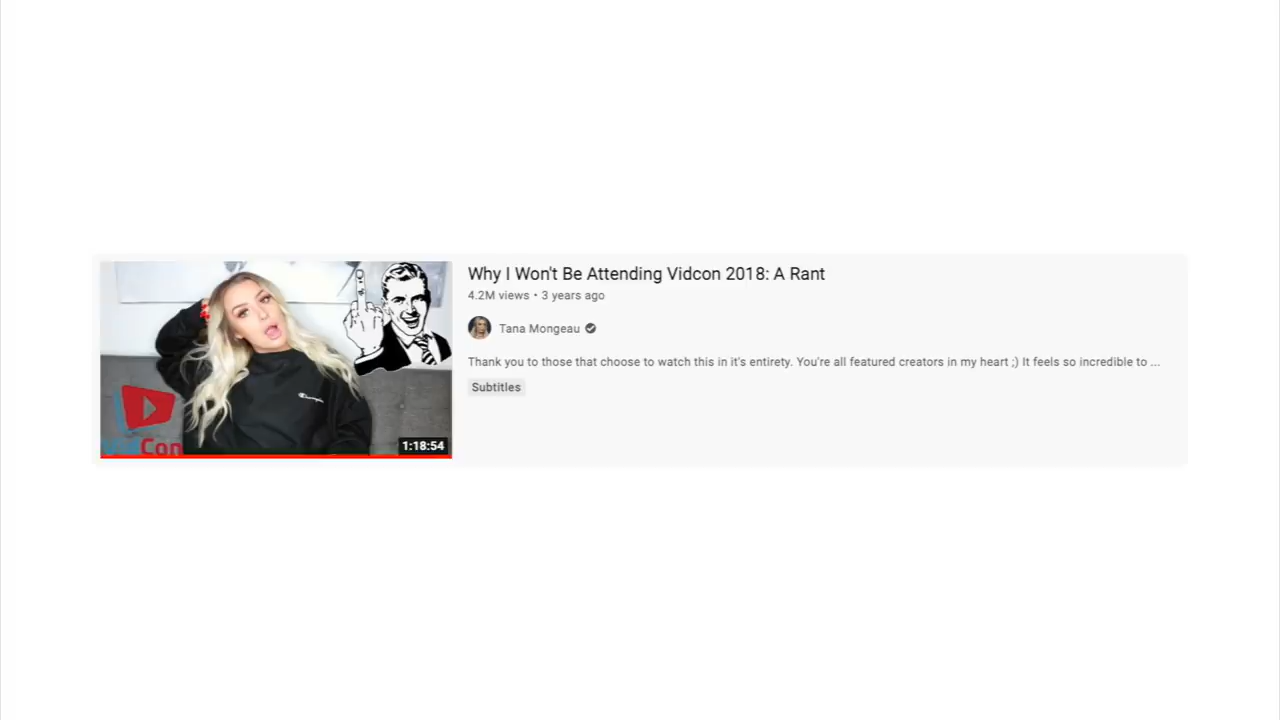 Why I Won't Be Attending Vidcon 2018: A Rant
4.2M views • 3 years ago
Tana Mongeau
Thank you to those that choose to watch this in it's entirety. You're all featured creators in my heart ;) It feels so incredible to ...
Subtitles
Champion
VidCon
1:18:54